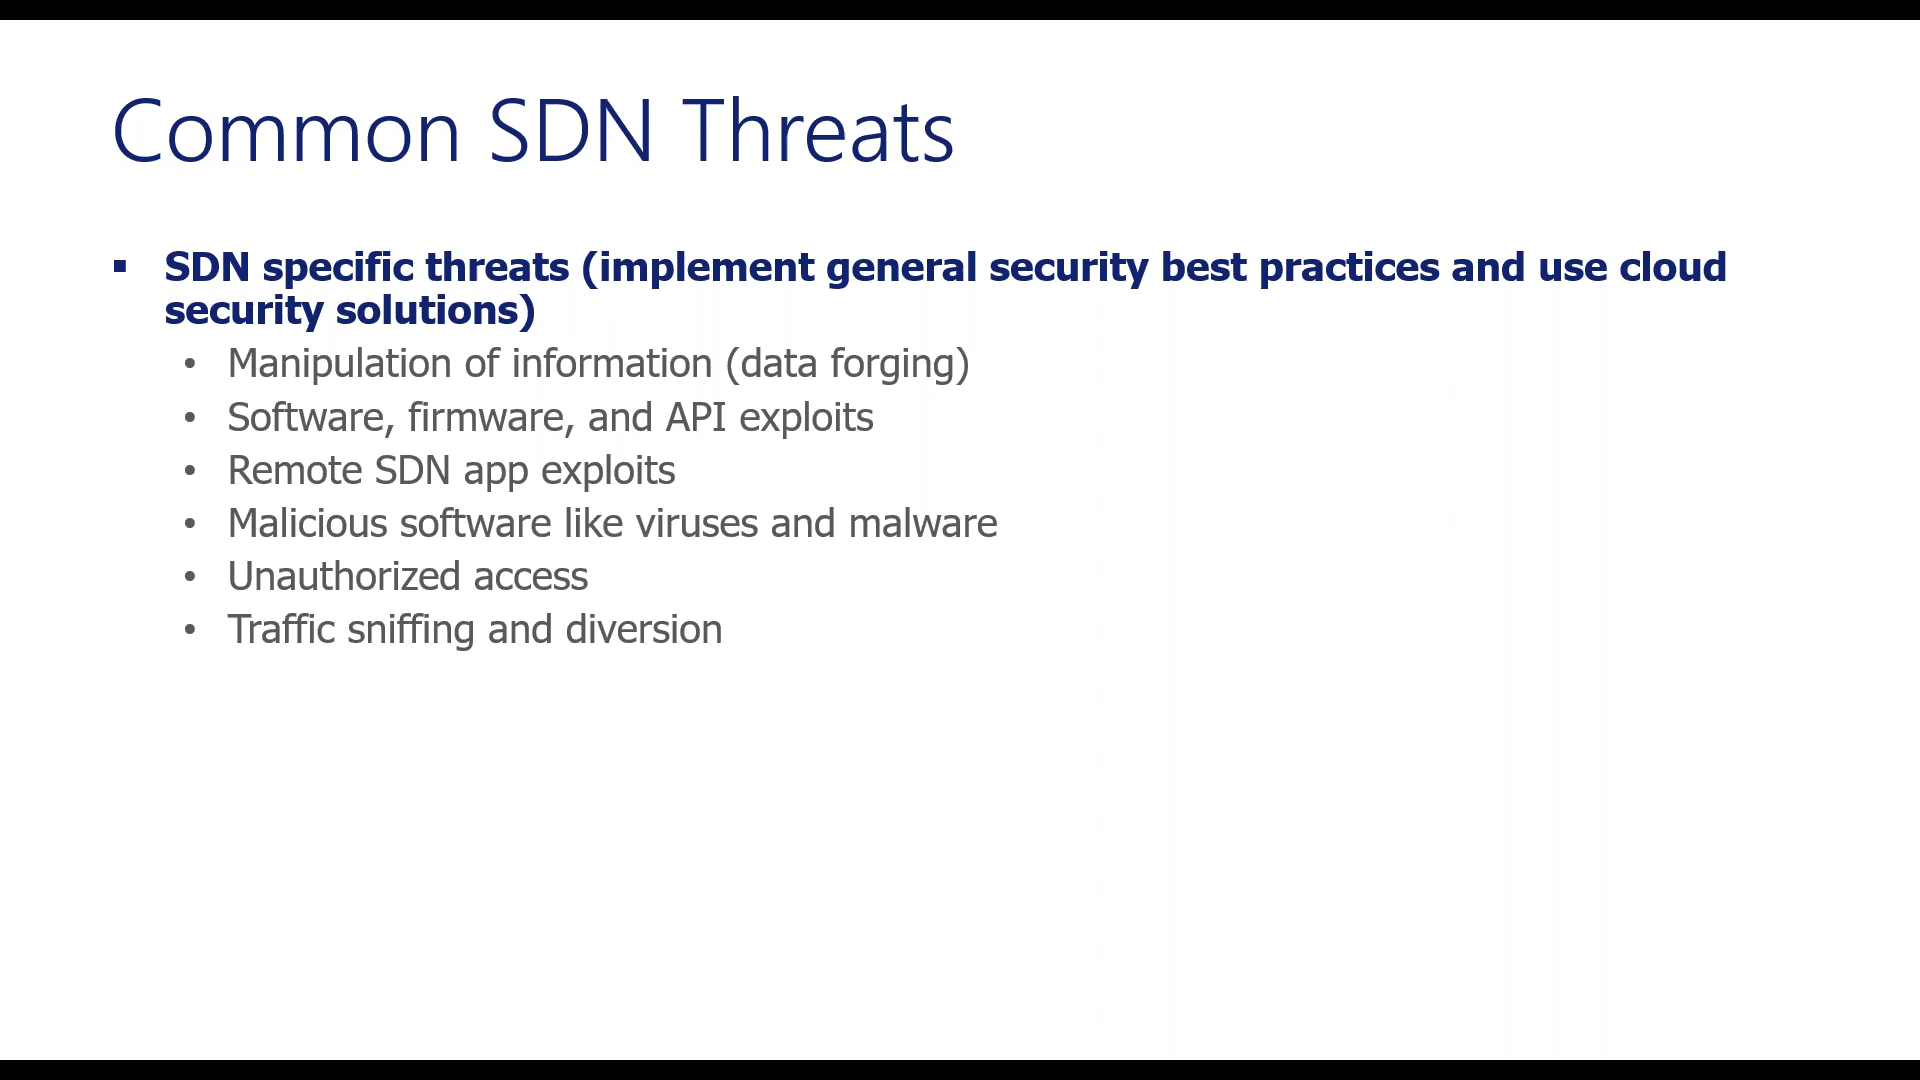 Common SDN Threats
▪ SDN specific threats (implement general security best practices and use cloud
security solutions)
• Manipulation of information (data forging)
• Software, firmware, and API exploits
• Remote SDN app exploits
• Malicious software like viruses and malware
• Unauthorized access
• Traffic sniffing and diversion